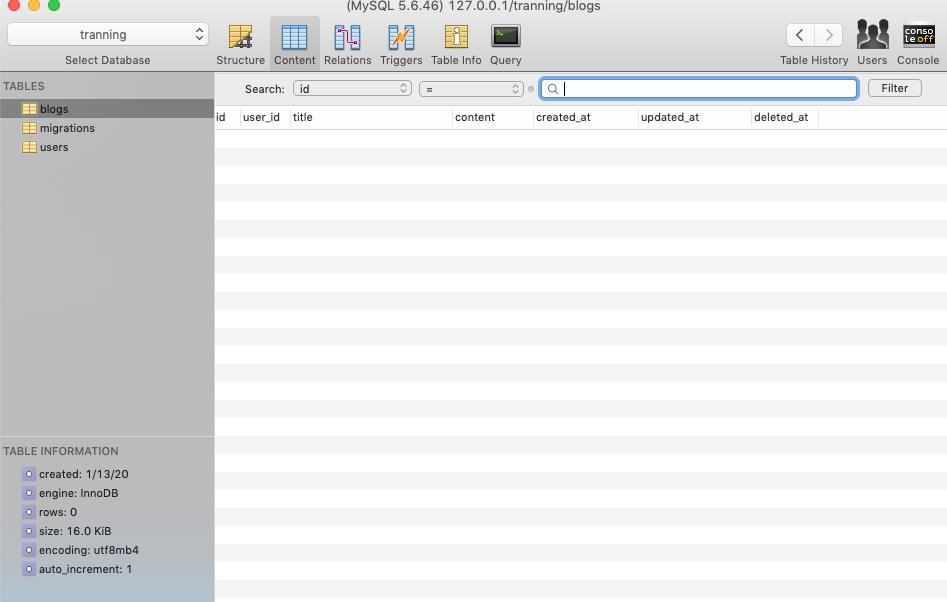 (MySQL 5.6.46) 127.0.0.1/tranning/blogs
tranning
Select Database
Structure
Content
Relations
Triggers
Table Info
Query
Table History
Users
conso
leoff
Console
TABLES
blogs
migrations
users
Search:
id
=
Filter
id
user_id
title
content
created_at
updated_at
deleted_at
TABLE INFORMATION
created: 1/13/20
engine: InnoDB
rows: 0
size: 16.0 KiB
encoding: utf8mb4
auto_increment: 1